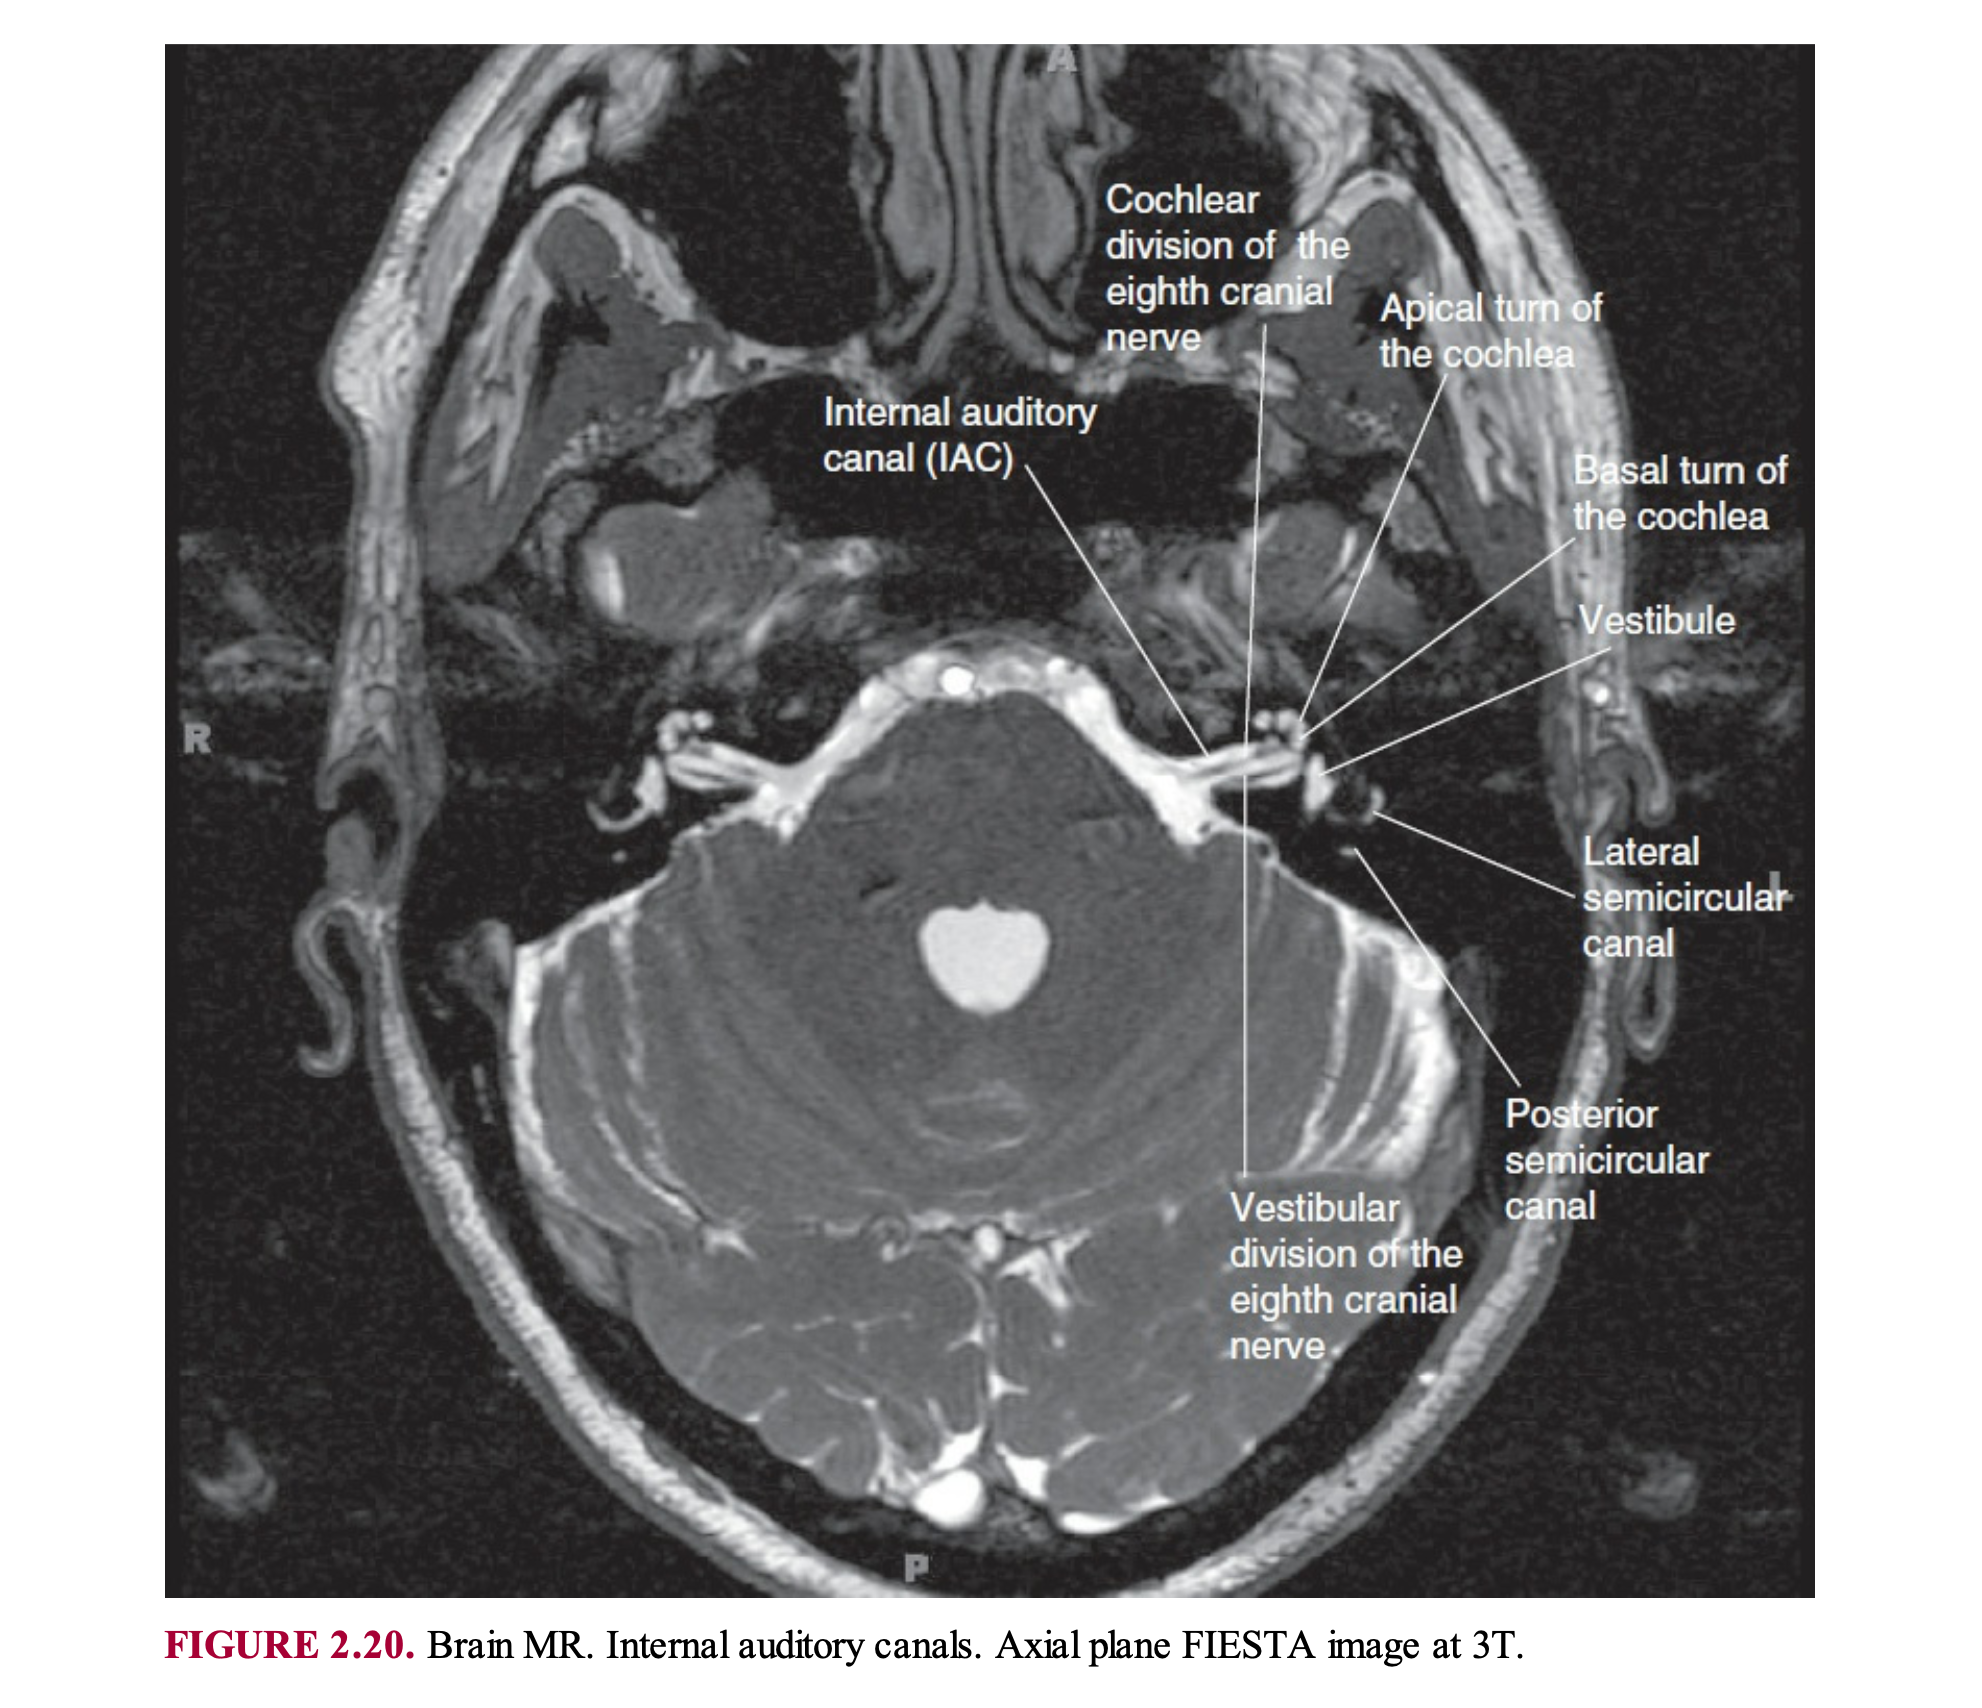 A
Cochlear
division of the
eighth cranial
nerve
Apical turn of
the cochlea
Internal auditory
canal (IAC)
Basal turn of
the cochlea
Vestibule
R
Lateral
semicircular
canal
L
Posterior
semicircular
canal
Vestibular
division of the
eighth cranial
nerve
P
FIGURE 2.20. Brain MR. Internal auditory canals. Axial plane FIESTA image at 3T.